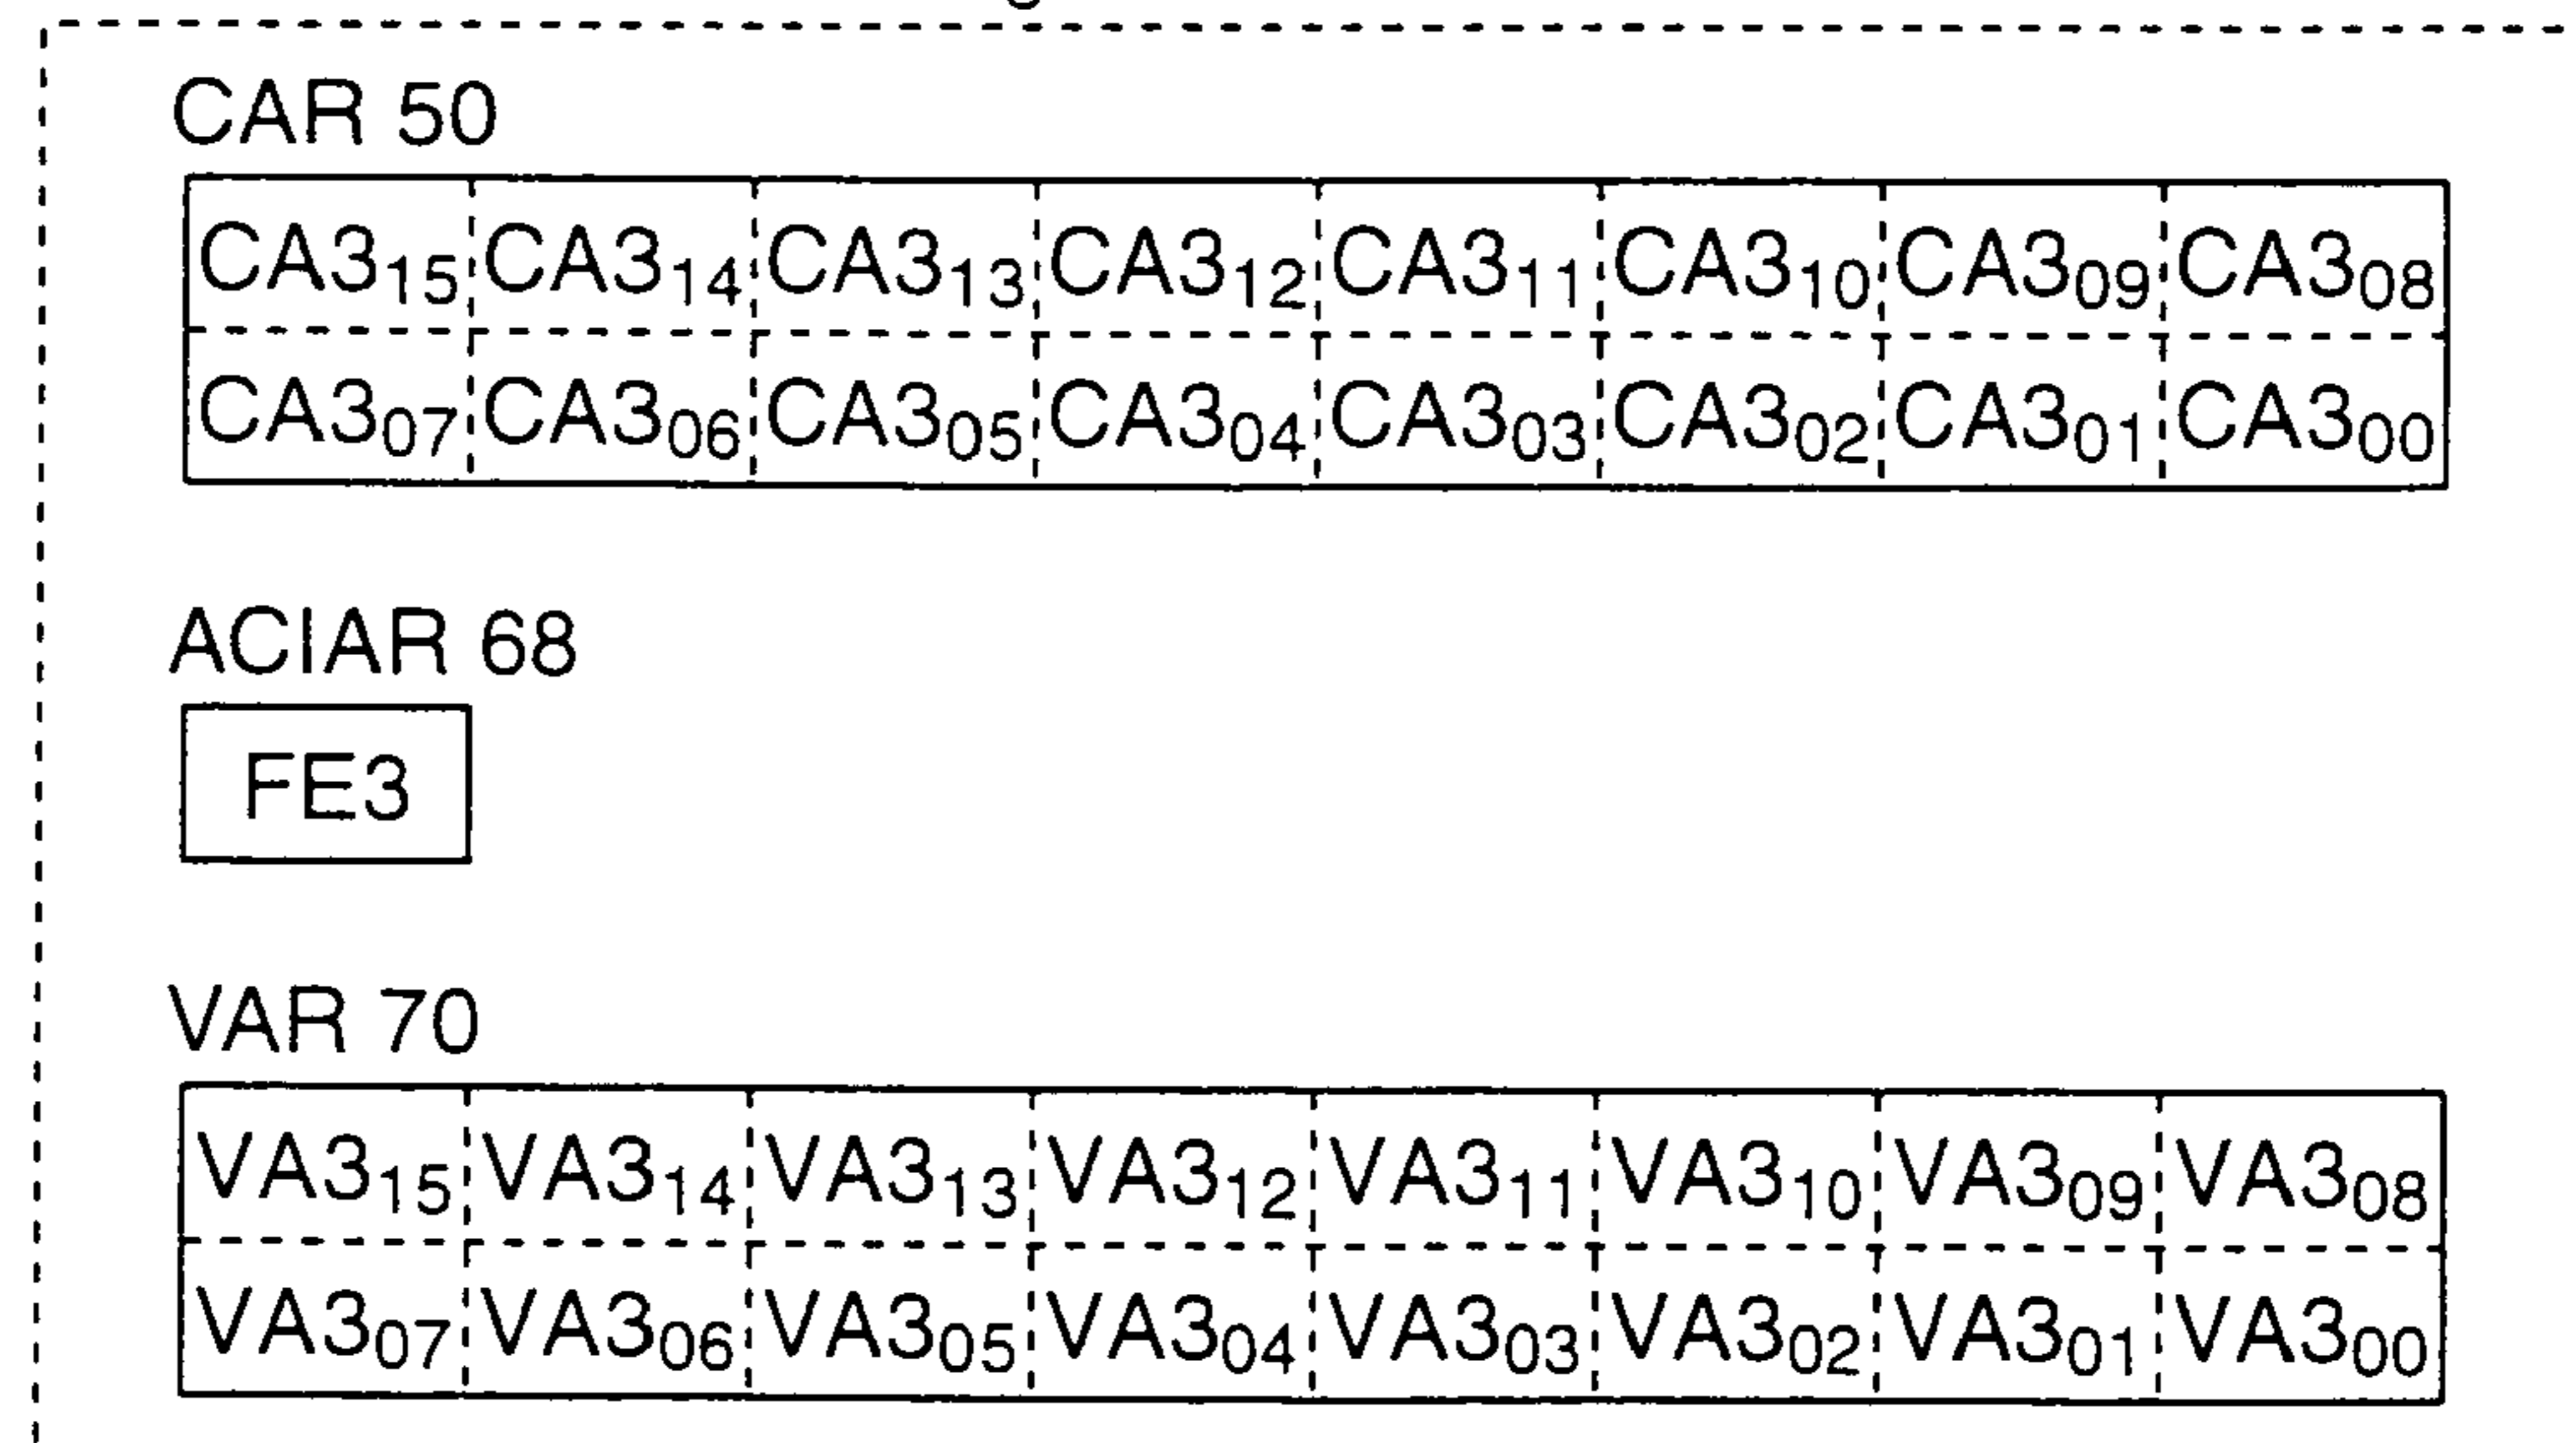 CAR 50
CA3₁₅ CA3₁₄ CA3₁₃ CA3₁₂ CA3₁₁ CA3₁₀ CA3₀₉ CA3₀₈
CA3₀₇ CA3₀₆ CA3₀₅ CA3₀₄ CA3₀₃ CA3₀₂ CA3₀₁ CA3₀₀
ACIAR 68
FE3
VAR 70
VA3₁₅ VA3₁₄ VA3₁₃ VA3₁₂ VA3₁₁ VA3₁₀ VA3₀₉ VA3₀₈
VA3₀₇ VA3₀₆ VA3₀₅ VA3₀₄ VA3₀₃ VA3₀₂ VA3₀₁ VA3₀₀